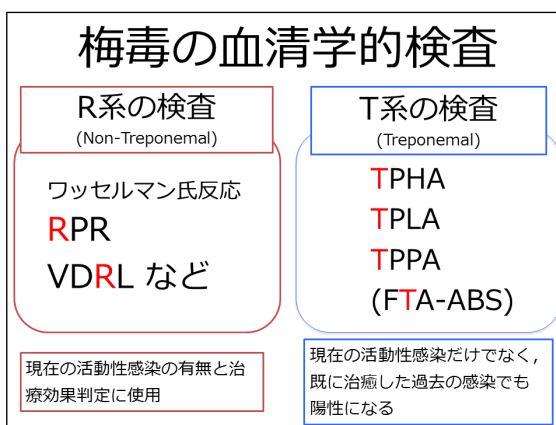 梅毒の血清学的検査
R系の検査
(Non-Treponemal)
ワッセルマン氏反応
RPR
VDRL など
現在の活動性感染の有無と治
療効果判定に使用
T系の検査
(Treponemal)
TPHA
TPLA
TPPA
(FTA-ABS)
現在の活動性感染だけでなく,
既に治癒した過去の感染でも
陽性になる